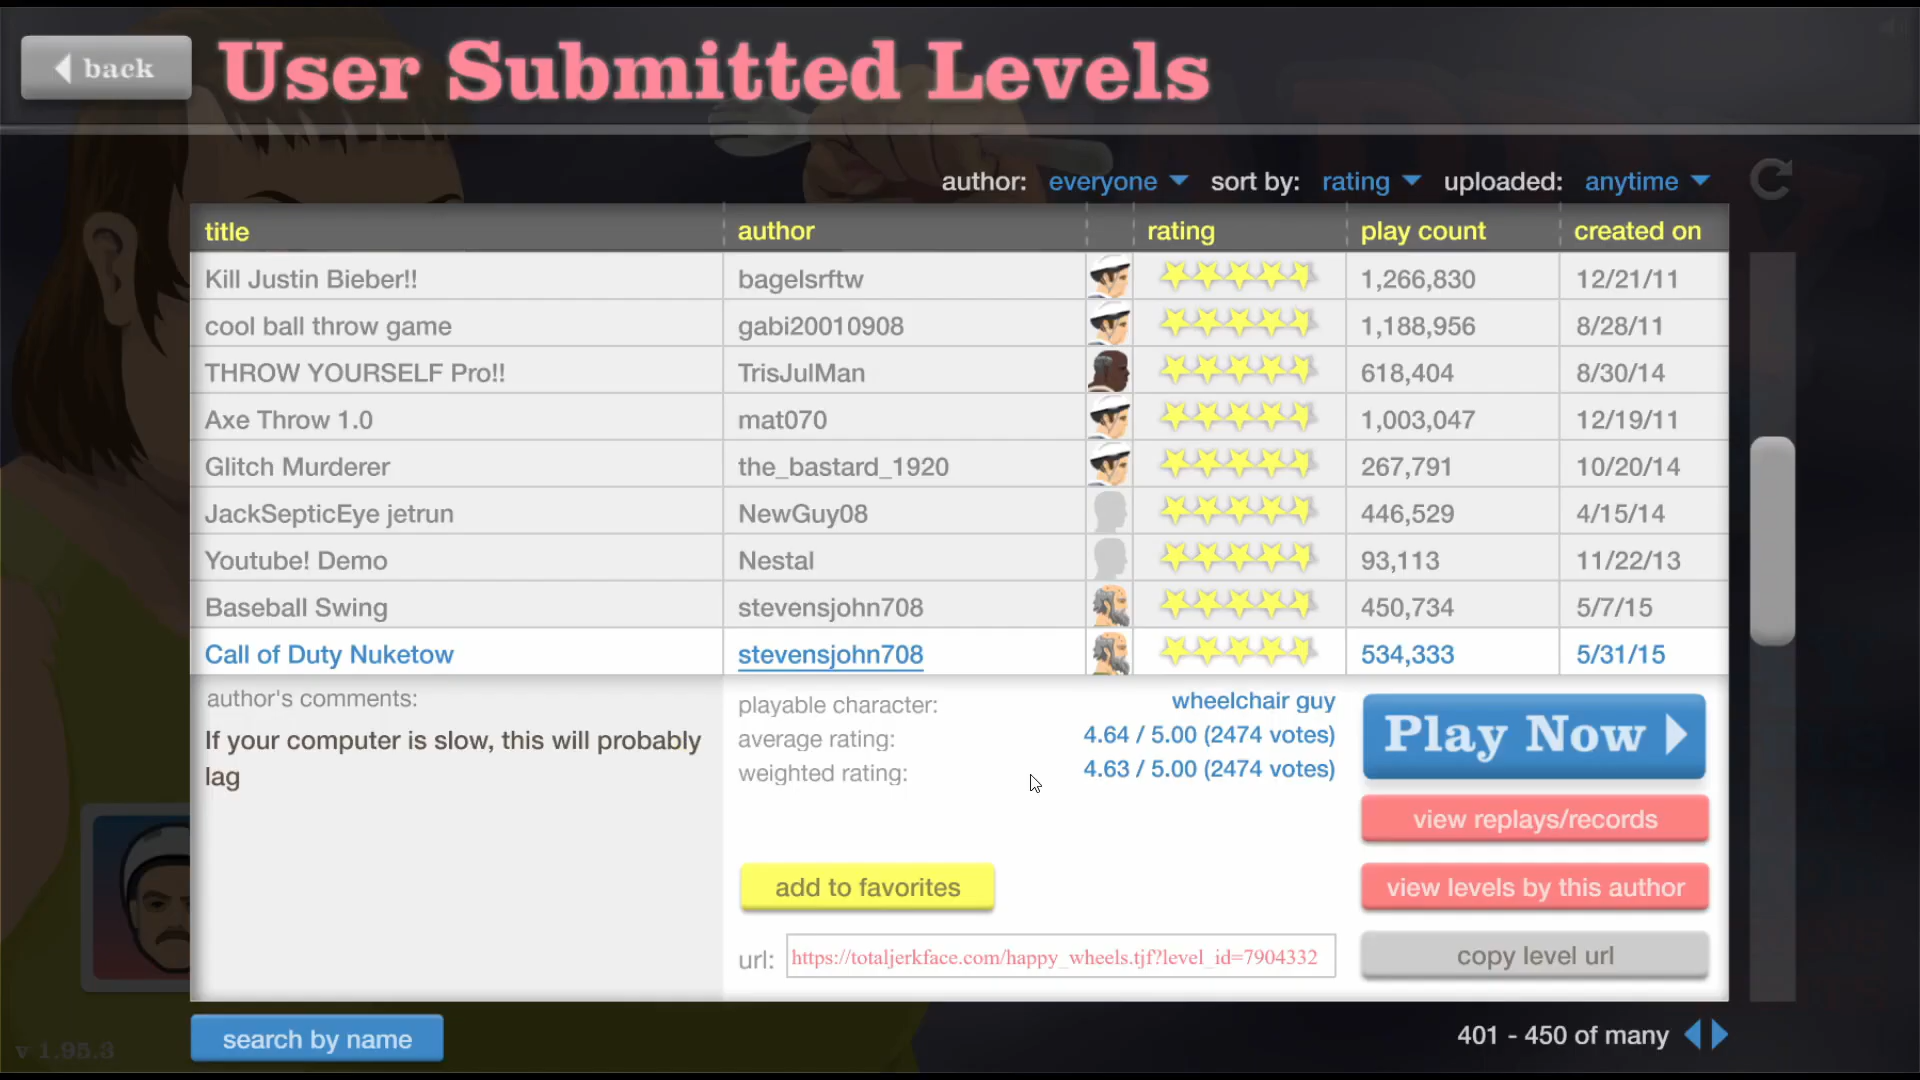 back
User Submitted Levels
author: everyone sort by: rating uploaded: anytime
title author rating play count created on
Kill Justin Bieber!! bagelsrftw 1,266,830 12/21/11
cool ball throw game gabi20010908 1,188,956 8/28/11
THROW YOURSELF Pro!! TrisJulMan 618,404 8/30/14
Axe Throw 1.0 mat070 1,003,047 12/19/11
Glitch Murderer the_bastard_1920 267,791 10/20/14
JackSepticEye jetrun NewGuy08 446,529 4/15/14
Youtube! Demo Nestal 93,113 11/22/13
Baseball Swing stevensjohn708 450,734 5/7/15
Call of Duty Nuketow stevensjohn708 534,333 5/31/15
author's comments:
If your computer is slow, this will probably
lag
playable character: wheelchair guy
average rating: 4.64 / 5.00 (2474 votes)
weighted rating: 4.63 / 5.00 (2474 votes)
Play Now
view replays/records
add to favorites
view levels by this author
url: https://totaljerkface.com/happy_wheels.tjf?level_id=7904332
copy level url
search by name
401 - 450 of many
v 1.95.3